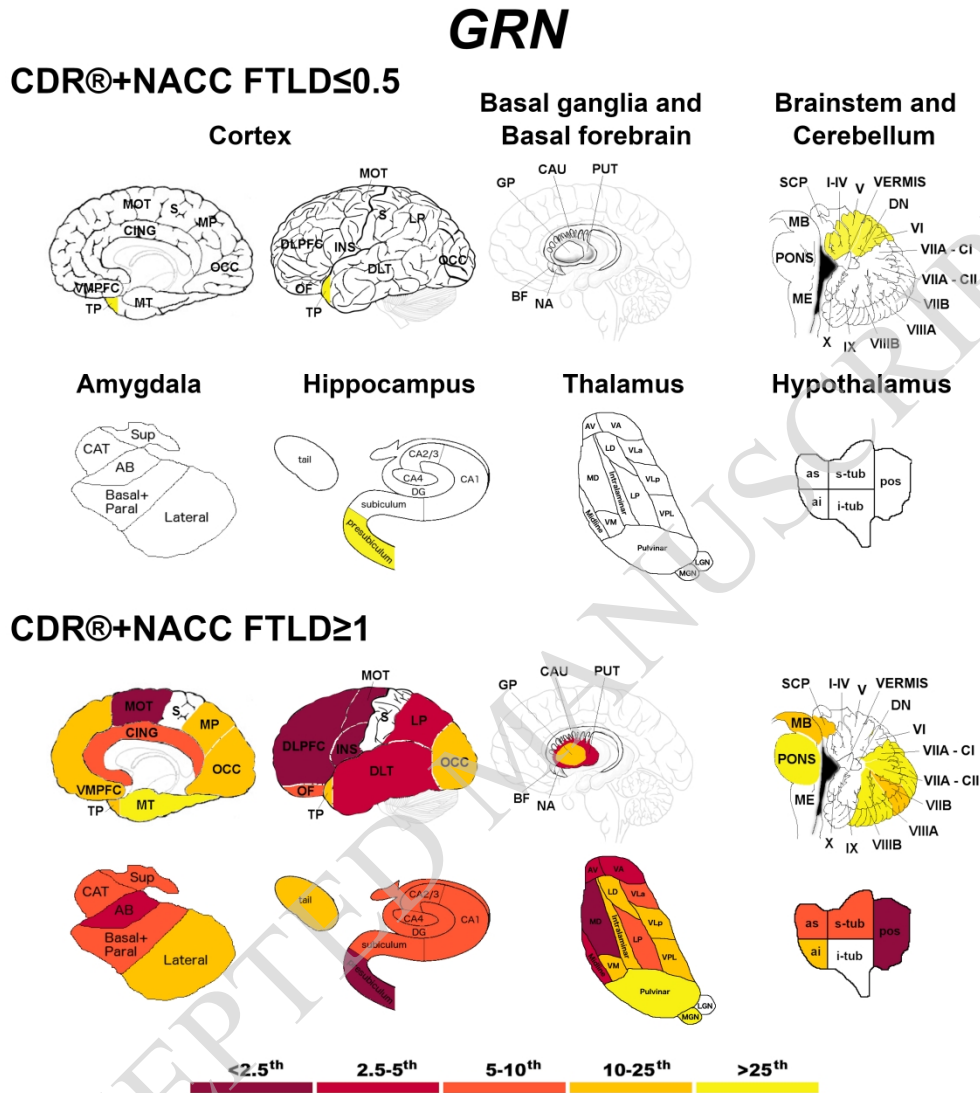 GRN
CDR®+NACC FTLD≤0.5
Cortex
Basal ganglia and
Basal forebrain
Brainstem and
Cerebellum
MOT S MP
CING
OCC
VMPFC
MT
TP
MOT
S LP
DLPFC INS
DLT OCC
OF
TP
GP CAU PUT
BF
NA
SCP I-IV V VERMIS
DN
MB VI
PONS VIIA - CI
VIIA - CII
ME VIIB
VIIIA
X IX VIIIB
Amygdala
Hippocampus
Thalamus
Hypothalamus
Sup
CAT
AB
Basal+
Paral
Lateral
tail
CA2/3
CA4 CA1
DG
subiculum
presubiculum
AV VA
LD VLa
MD Intralaminar VLp
LP
Midline VM VPL
Pulvinar
LGN
MGN
as s-tub pos
ai i-tub
CDR®+NACC FTLD≥1
MOT S MP
CING
OCC
VMPFC
MT
TP
MOT
S LP
DLPFC INS
DLT OCC
OF
TP
GP CAU PUT
BF
NA
SCP I-IV V VERMIS
DN
MB VI
PONS VIIA - CI
VIIA - CII
ME VIIB
VIIIA
X IX VIIIB
Sup
CAT
AB
Basal+
Paral
Lateral
tail
CA2/3
CA4 CA1
DG
subiculum
AV VA
LD VLa
MD Intralaminar VLp
LP
Midline VM VPL
Pulvinar
LGN
MGN
as s-tub pos
ai i-tub
<2.5th 2.5-5th 5-10th 10-25th >25th
EPTED MANUSCRIP